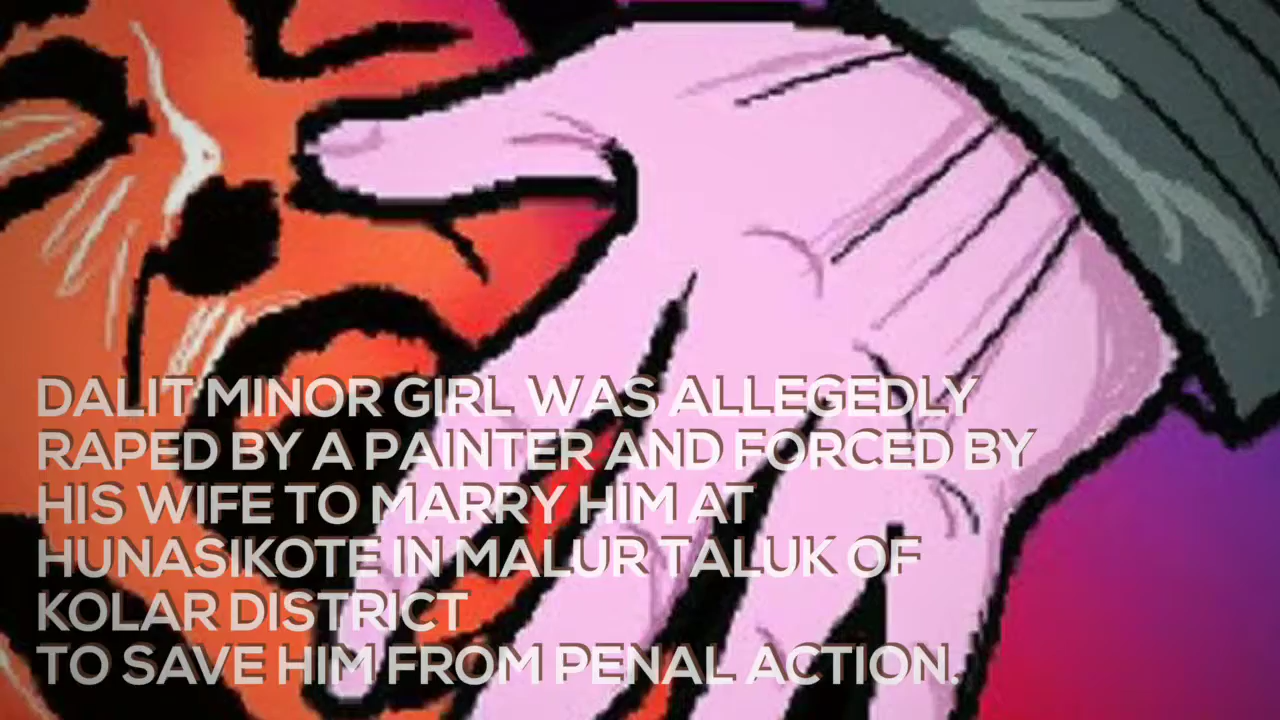 DALIT MINOR GIRL WAS ALLEGEDLY
RAPED BY A PAINTER AND FORCED BY
HIS WIFE TO MARRY HIM AT
HUNASIKOTE IN MALUR TALUK OF
KOLAR DISTRICT
TO SAVE HIM FROM PENAL ACTION.